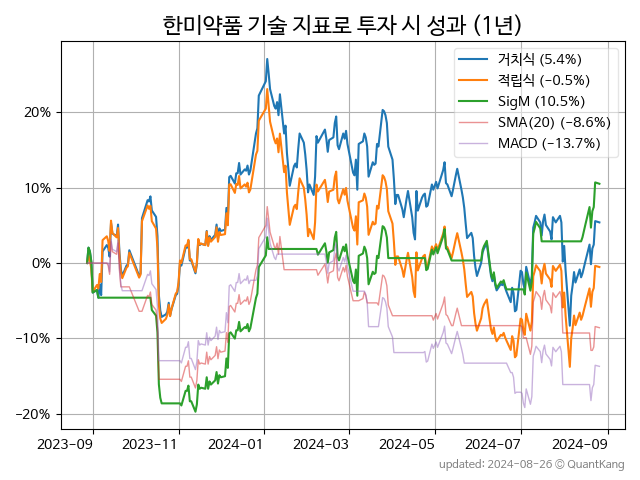 한미약품 기술 지표로 투자 시 성과 (1년)
거치식 (5.4%)
적립식 (−0.5%)
SigM (10.5%)
SMA(20) (−8.6%)
MACD (−13.7%)
20%
10%
0%
−10%
−20%
2023-09
2023-11
2024-01
2024-03
2024-05
2024-07
2024-09
updated: 2024-08-26 © QuantKang